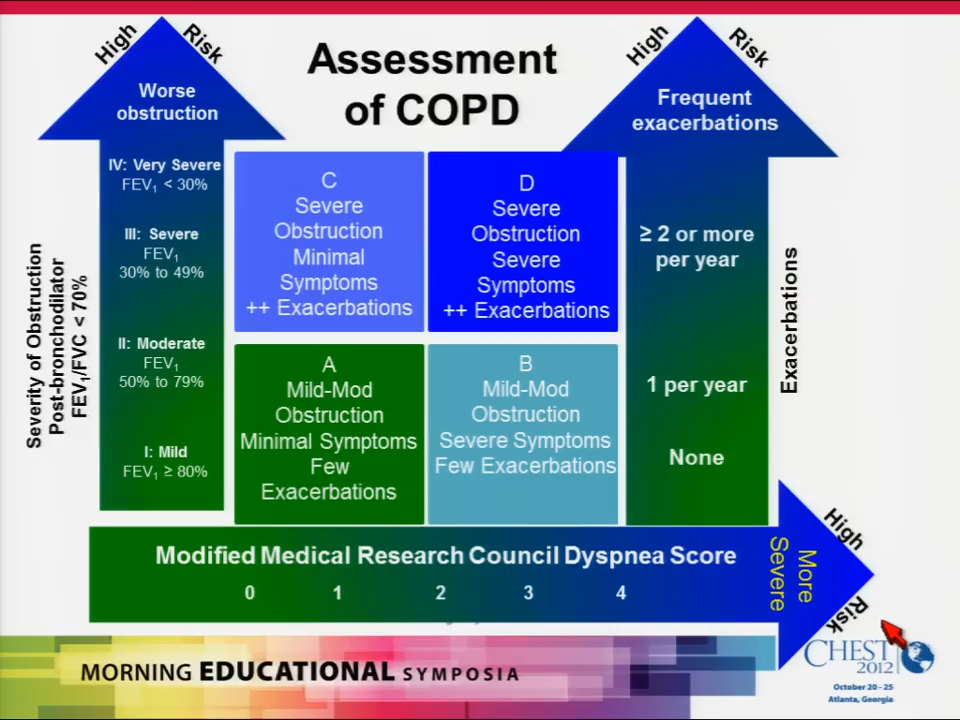 Assessment
of COPD
High
Risk
Worse
obstruction
IV: Very Severe
FEV₁ < 30%
III: Severe
FEV₁
30% to 49%
II: Moderate
FEV₁
50% to 79%
I: Mild
FEV₁ ≥ 80%
Severity of Obstruction
Post-bronchodilator
FEV₁/FVC < 70%
C
Severe
Obstruction
Minimal
Symptoms
++ Exacerbations
D
Severe
Obstruction
Severe
Symptoms
++ Exacerbations
A
Mild-Mod
Obstruction
Minimal Symptoms
Few
Exacerbations
B
Mild-Mod
Obstruction
Severe Symptoms
Few Exacerbations
High
Risk
Frequent
exacerbations
≥ 2 or more
per year
1 per year
None
Exacerbations
Modified Medical Research Council Dyspnea Score
0 1 2 3 4
More
Severe
High
Risk
MORNING EDUCATIONAL SYMPOSIA
CHEST
2012
October 20 - 25
Atlanta, Georgia